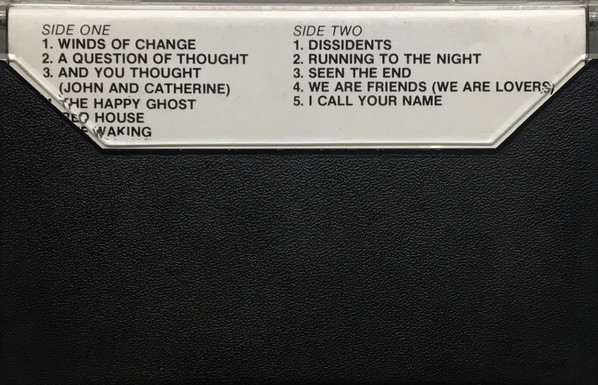 SIDE ONE
1. WINDS OF CHANGE
2. A QUESTION OF THOUGHT
3. AND YOU THOUGHT
(JOHN AND CATHERINE)
THE HAPPY GHOST
HOUSE
WAKING
SIDE TWO
1. DISSIDENTS
2. RUNNING TO THE NIGHT
3. SEEN THE END
4. WE ARE FRIENDS (WE ARE LOVERS)
5. I CALL YOUR NAME